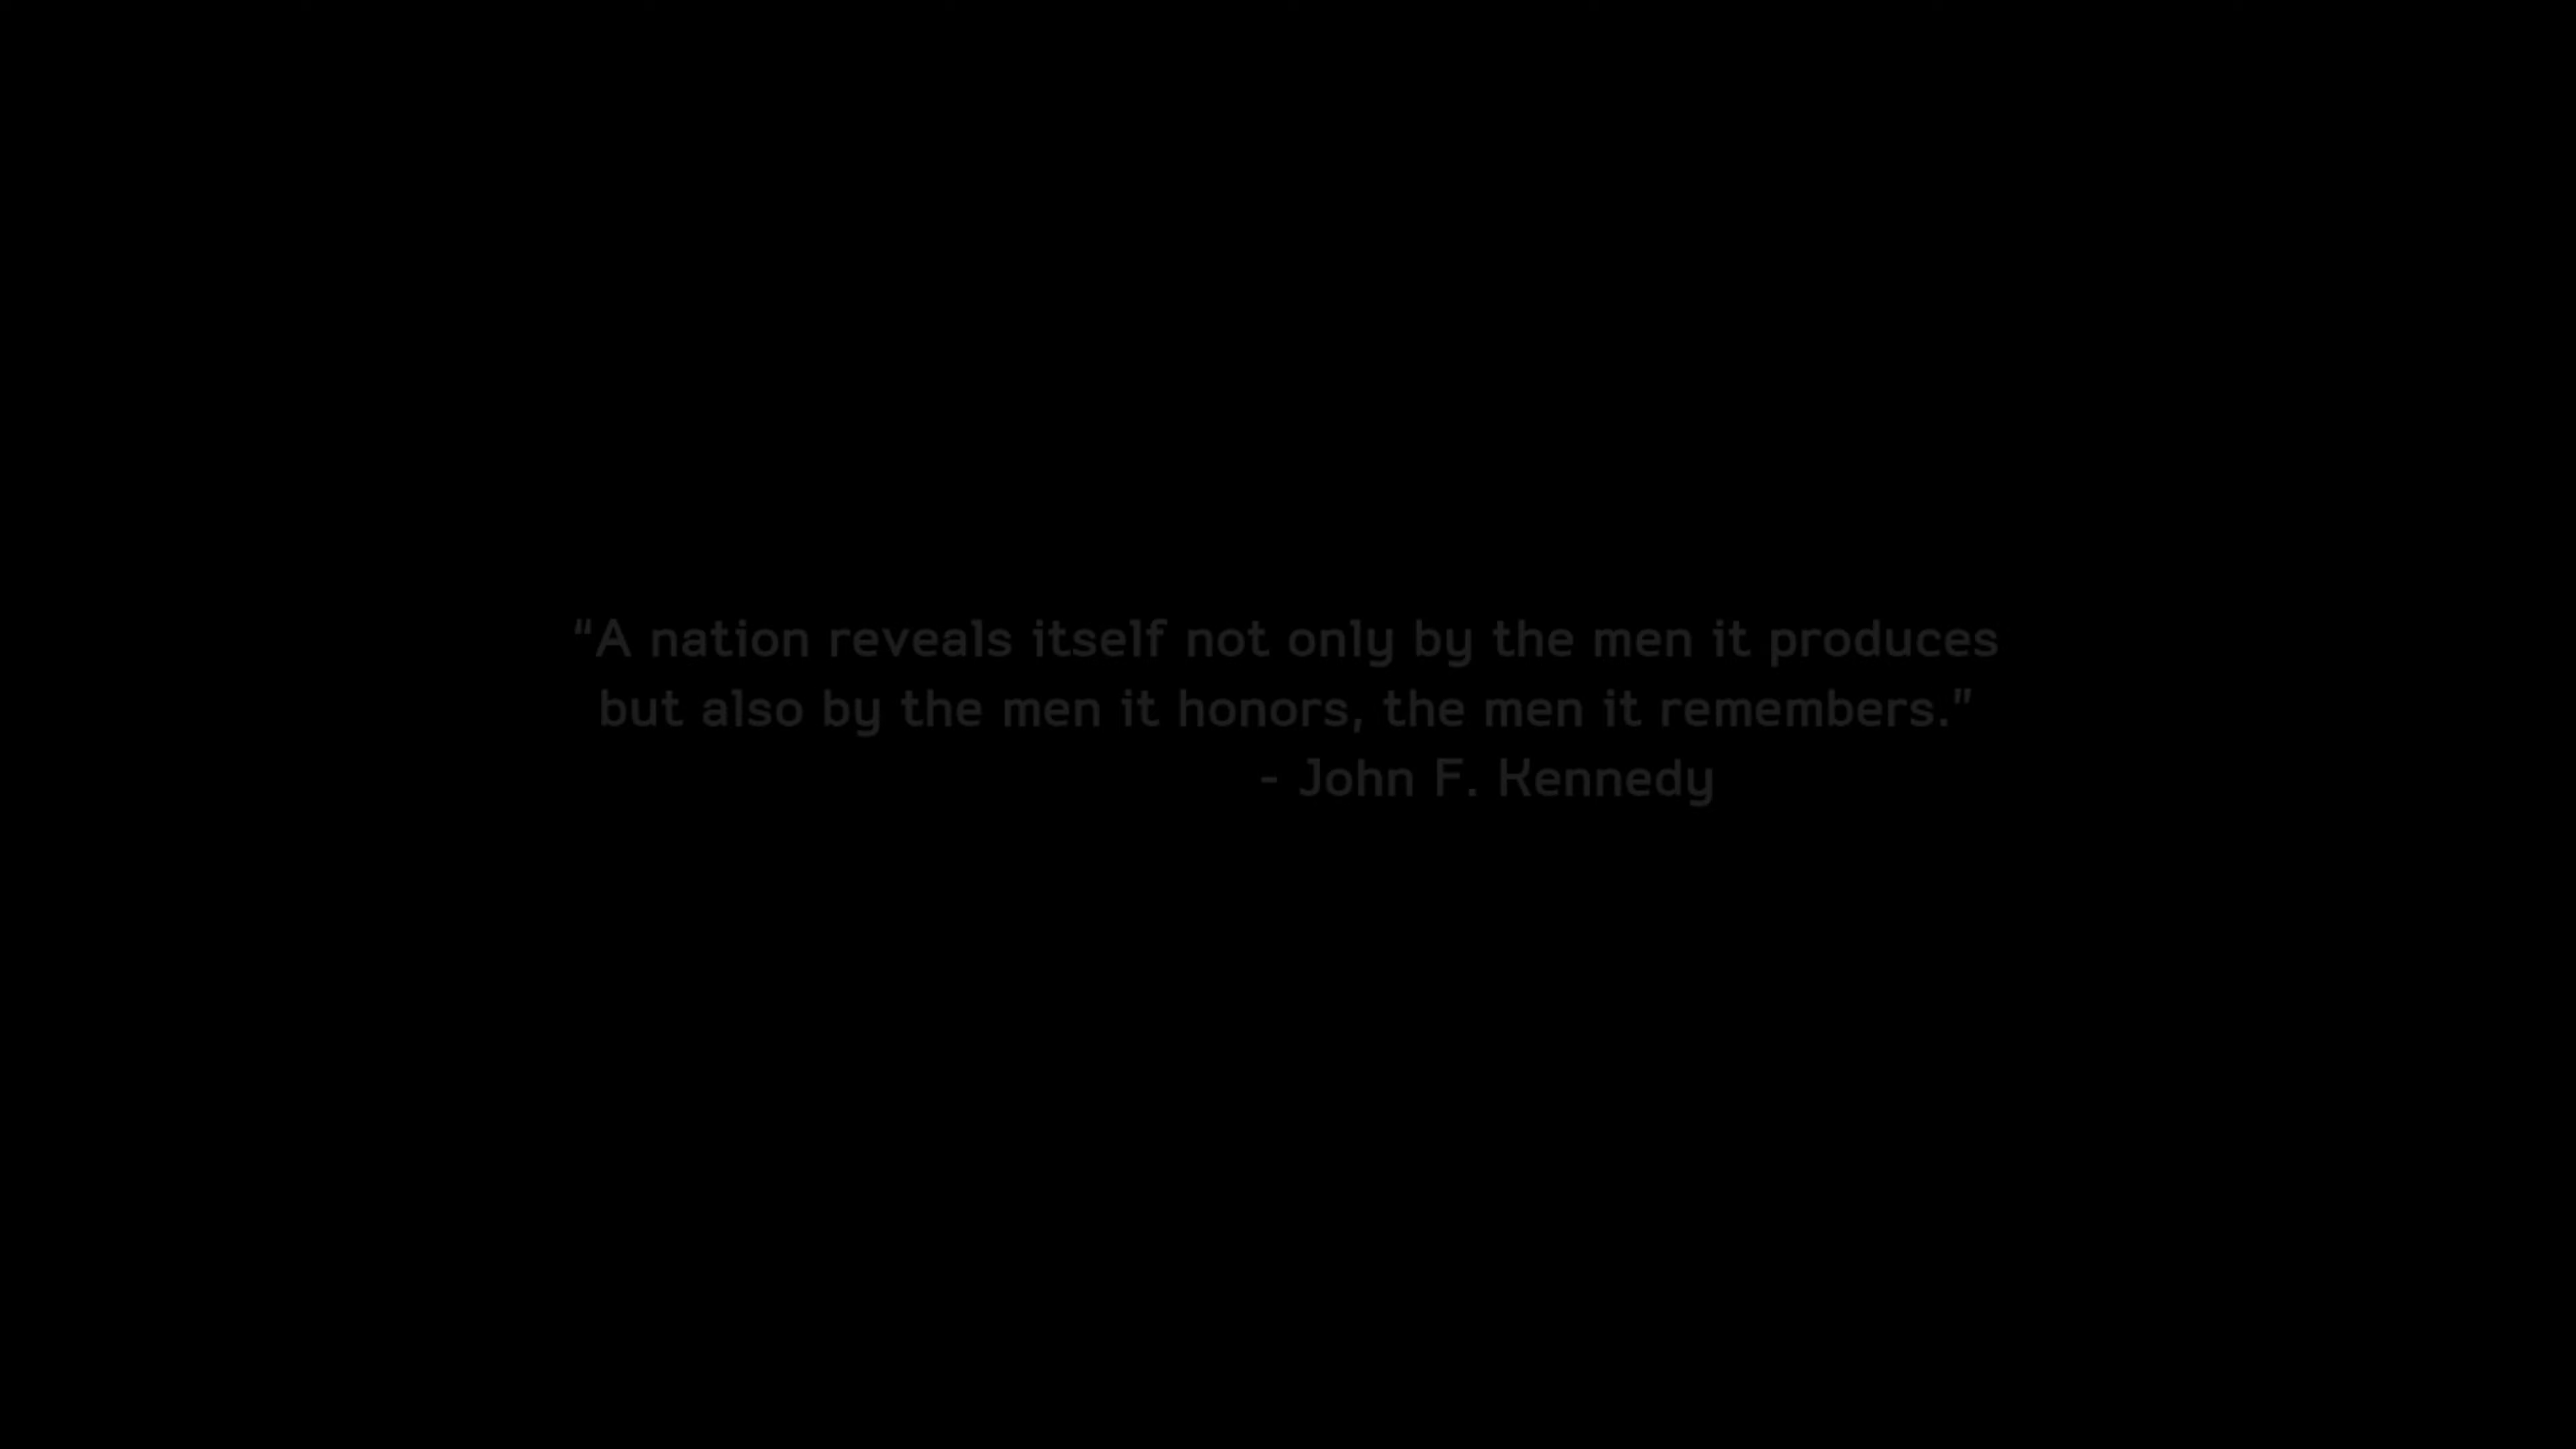 “A nation reveals itself not only by the men it produces
but also by the men it honors, the men it remembers.”
- John F. Kennedy